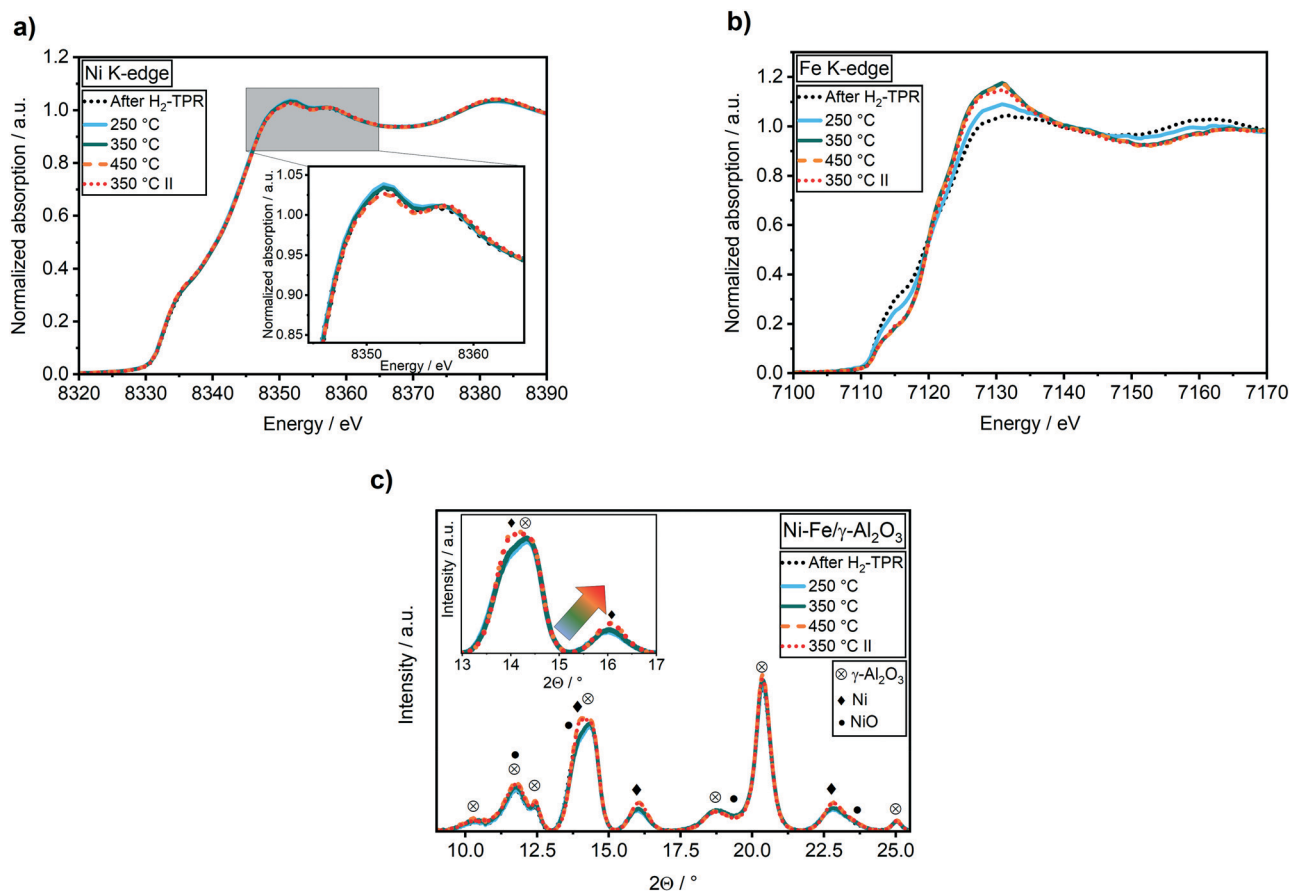 a)
Ni K-edge
After H₂-TPR
250 °C
350 °C
450 °C
350 °C II
Normalized absorption / a.u.
1.2
1.0
0.8
0.6
0.4
0.2
0.0
8320 8330 8340 8350 8360 8370 8380 8390
Energy / eV
Normalized absorption / a.u.
1.05
1.00
0.95
0.90
0.85
8350 8360
Energy / eV
b)
Fe K-edge
After H₂-TPR
250 °C
350 °C
450 °C
350 °C II
Normalized absorption / a.u.
1.2
1.0
0.8
0.6
0.4
0.2
0.0
7100 7110 7120 7130 7140 7150 7160 7170
Energy / eV
c)
Ni-Fe/γ-Al₂O₃
After H₂-TPR
250 °C
350 °C
450 °C
350 °C II
γ-Al₂O₃
Ni
NiO
Intensity / a.u.
13 14 15 16 17
2Θ / °
Intensity / a.u.
10.0 12.5 15.0 17.5 20.0 22.5 25.0
2Θ / °